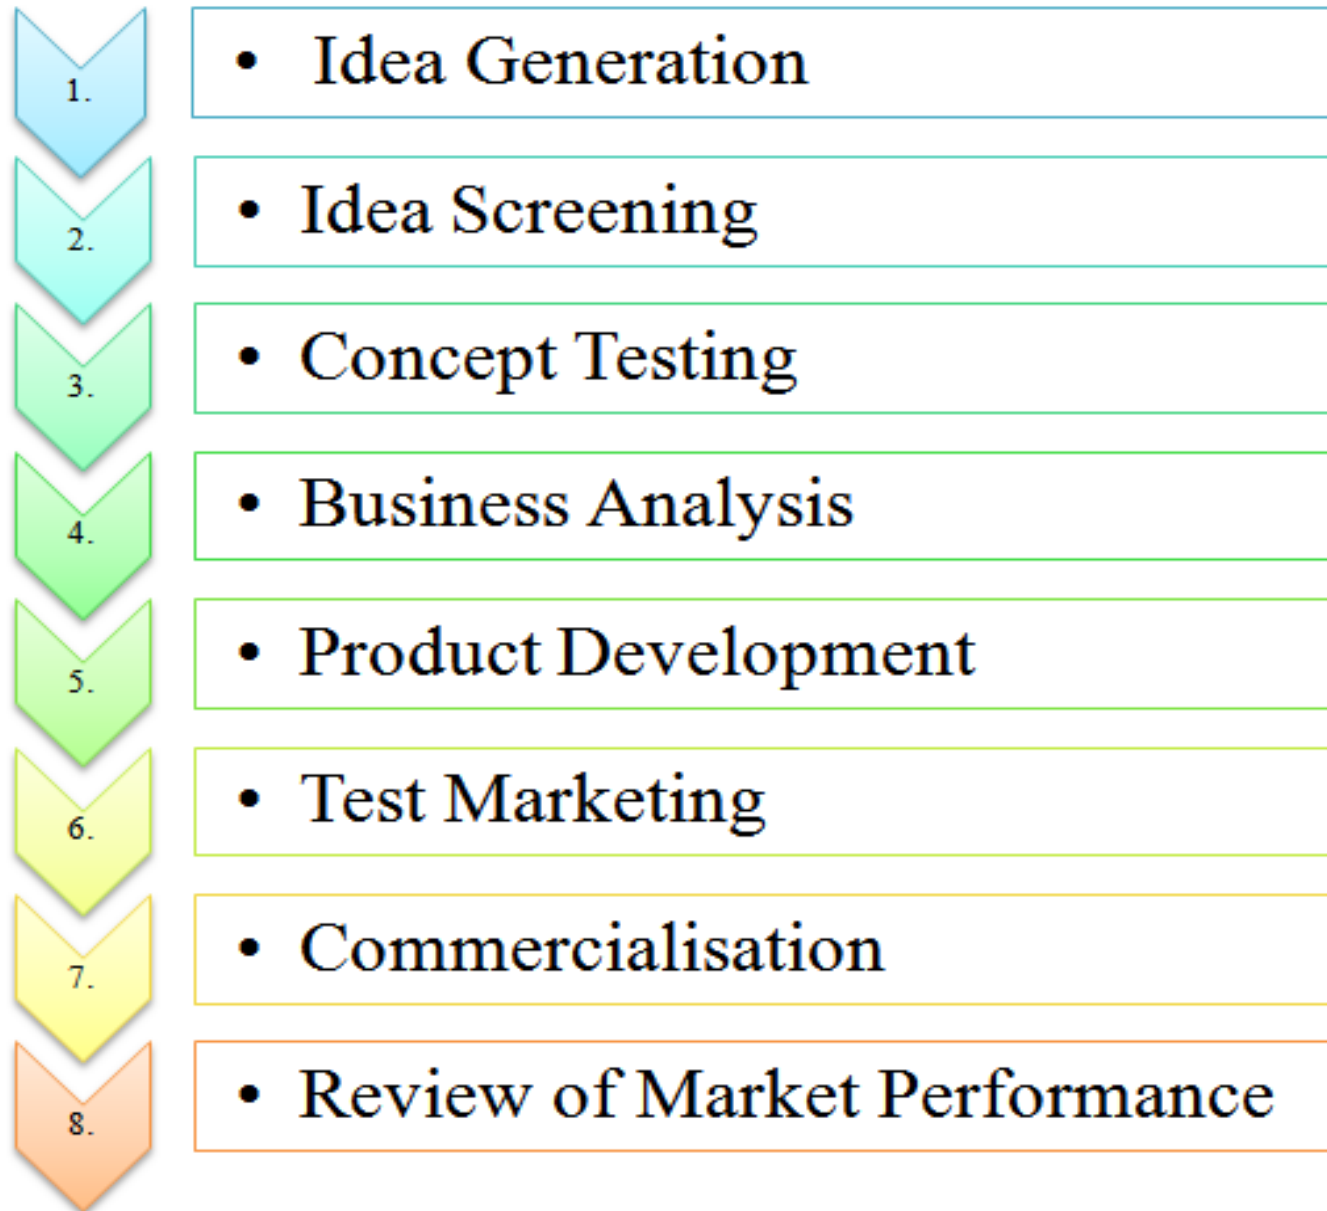 1.
• Idea Generation
2.
• Idea Screening
3.
• Concept Testing
4.
• Business Analysis
5.
• Product Development
6.
• Test Marketing
7.
• Commercialisation
8.
• Review of Market Performance